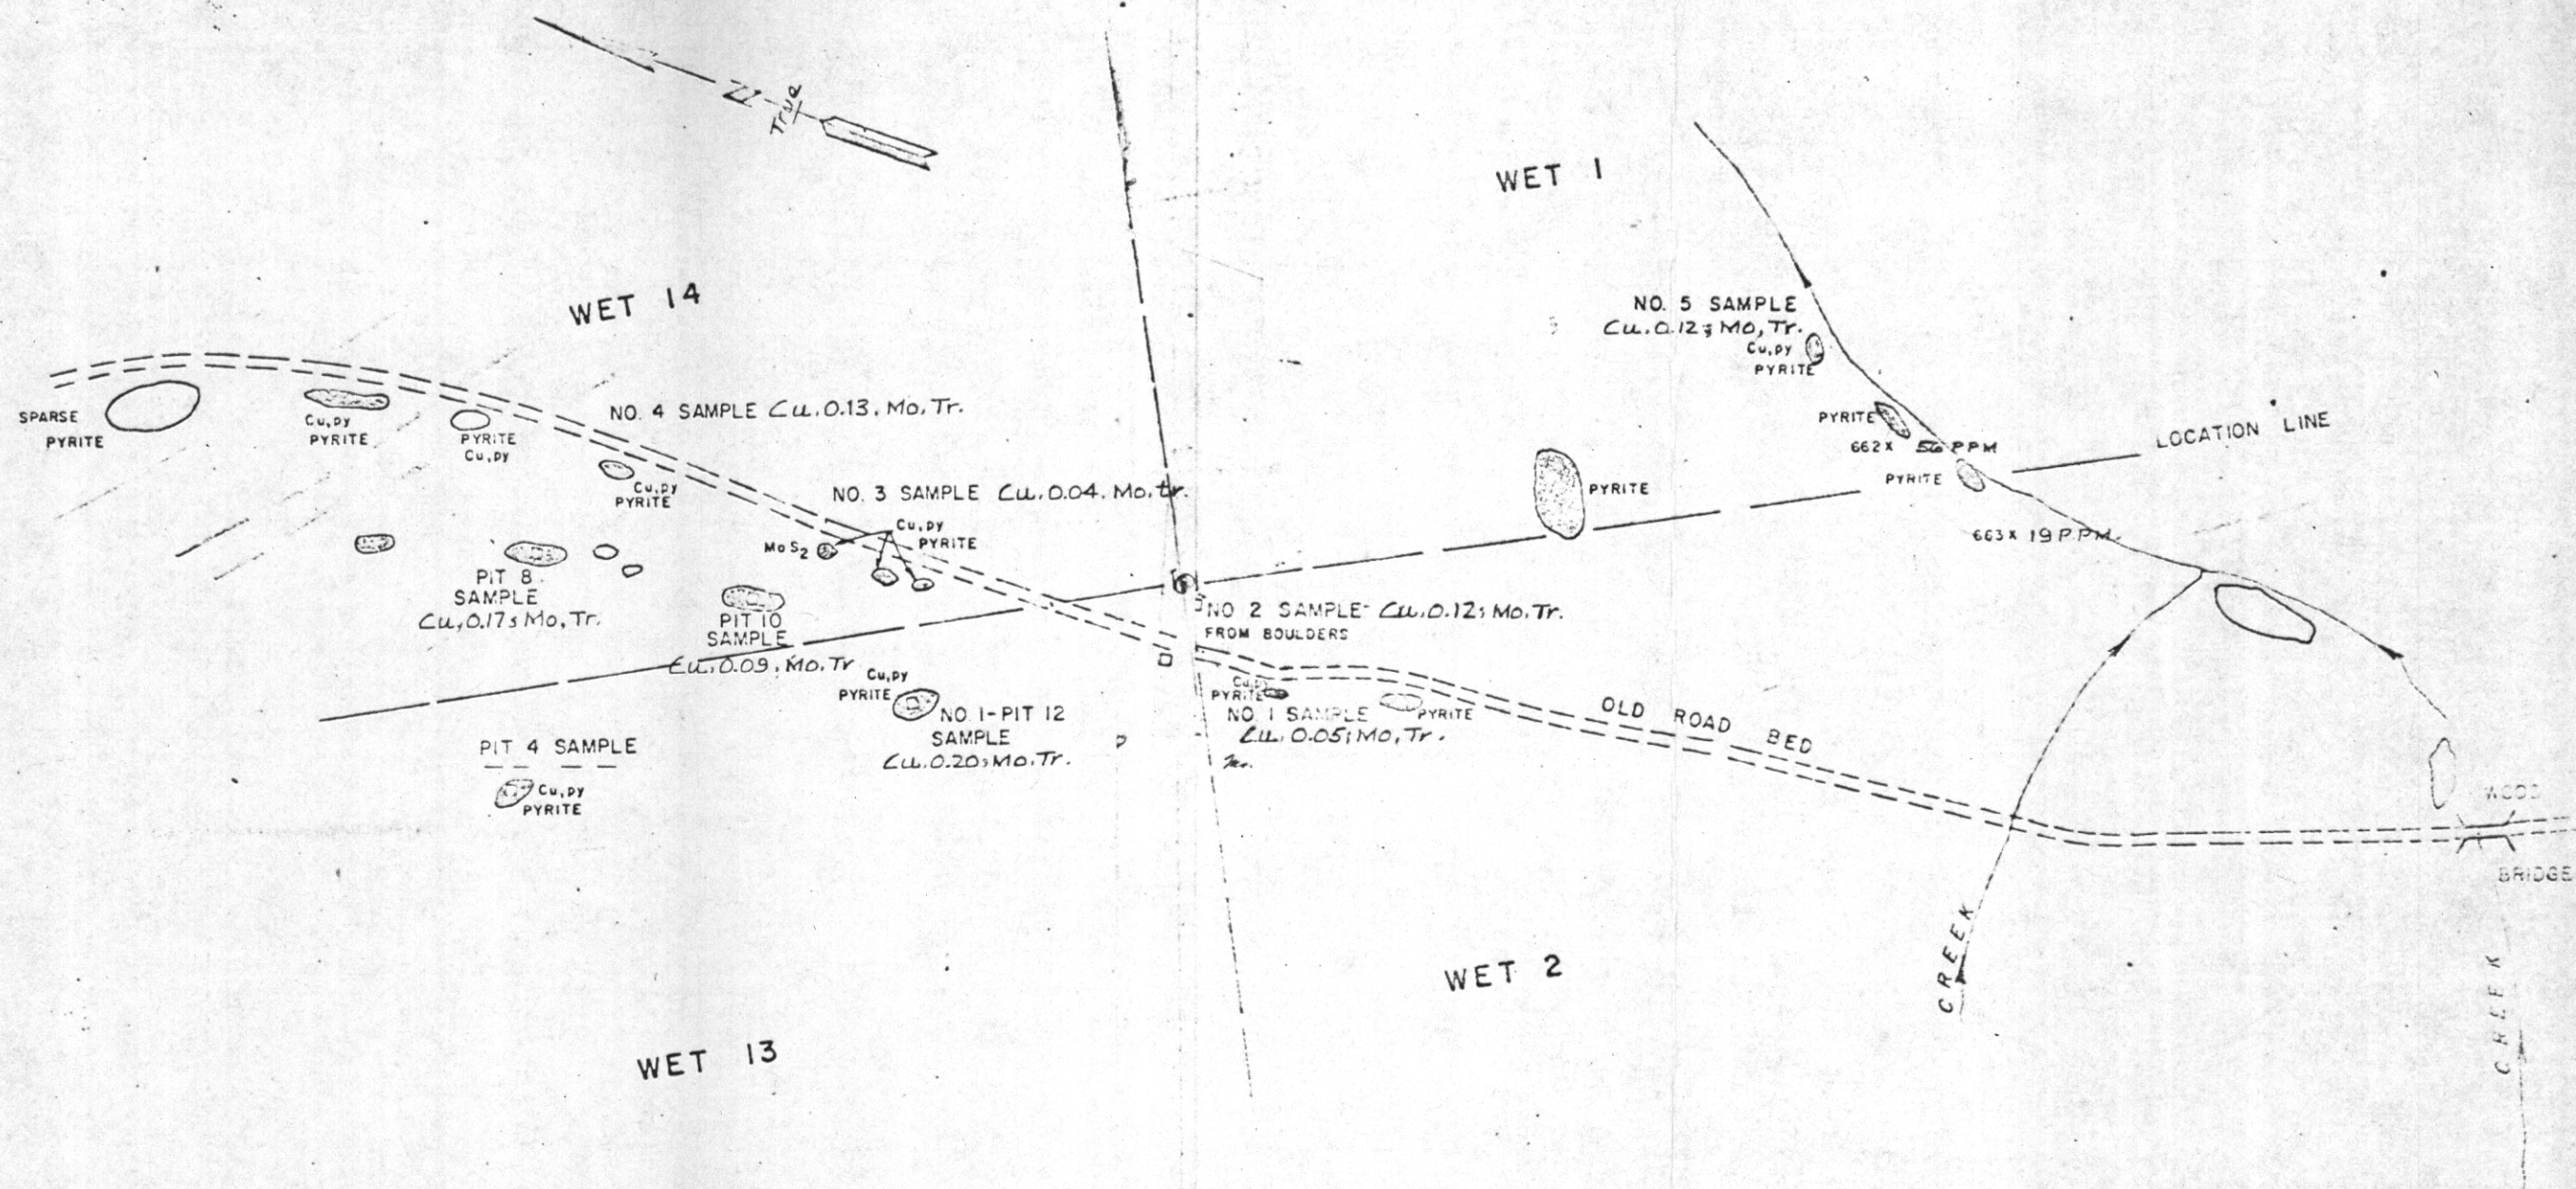 N
True
WET 1
WET 14
NO. 5 SAMPLE
Cu. 0.12; Mo, Tr.
Cu,py
PYRITE
SPARSE
PYRITE
Cu,py
PYRITE
PYRITE
Cu,py
NO. 4 SAMPLE Cu. 0.13. Mo. Tr.
Cu,py
PYRITE
PYRITE
662X 56 PPM
PYRITE
LOCATION LINE
663X 19 P.P.M.
PYRITE
NO. 3 SAMPLE Cu. 0.04. Mo. tr.
Cu,py
PYRITE
MoS2
PIT 8
SAMPLE
Cu, 0.17; Mo, Tr.
PIT 10
SAMPLE
Cu. 0.09. Mo. Tr
NO 2 SAMPLE- Cu. 0.12; Mo. Tr.
FROM BOULDERS
Cu,py
PYRITE
NO. 1-PIT 12
SAMPLE
Cu. 0.20; Mo. Tr.
Cu,py
PYRITE
NO. 1 SAMPLE
Cu. 0.05; Mo, Tr.
PYRITE
OLD ROAD BED
PIT 4 SAMPLE
Cu,py
PYRITE
WOOD
BRIDGE
CREEK
CREEK
WET 2
WET 13